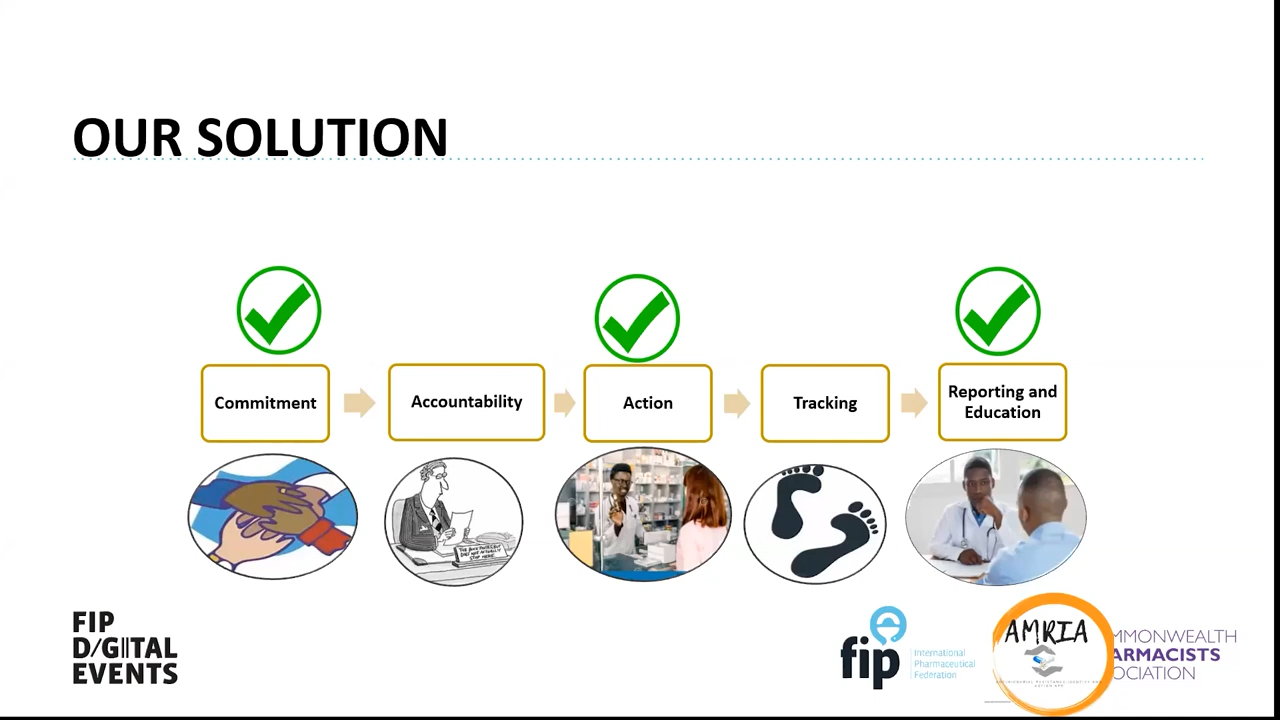 OUR SOLUTION
Commitment
Accountability
Action
Tracking
Reporting and
Education
FIP
D/GITAL
EVENTS
fip
International
Pharmaceutical
Federation
AMRIA
MMONWEALTH
ARMACISTS
OCIATION